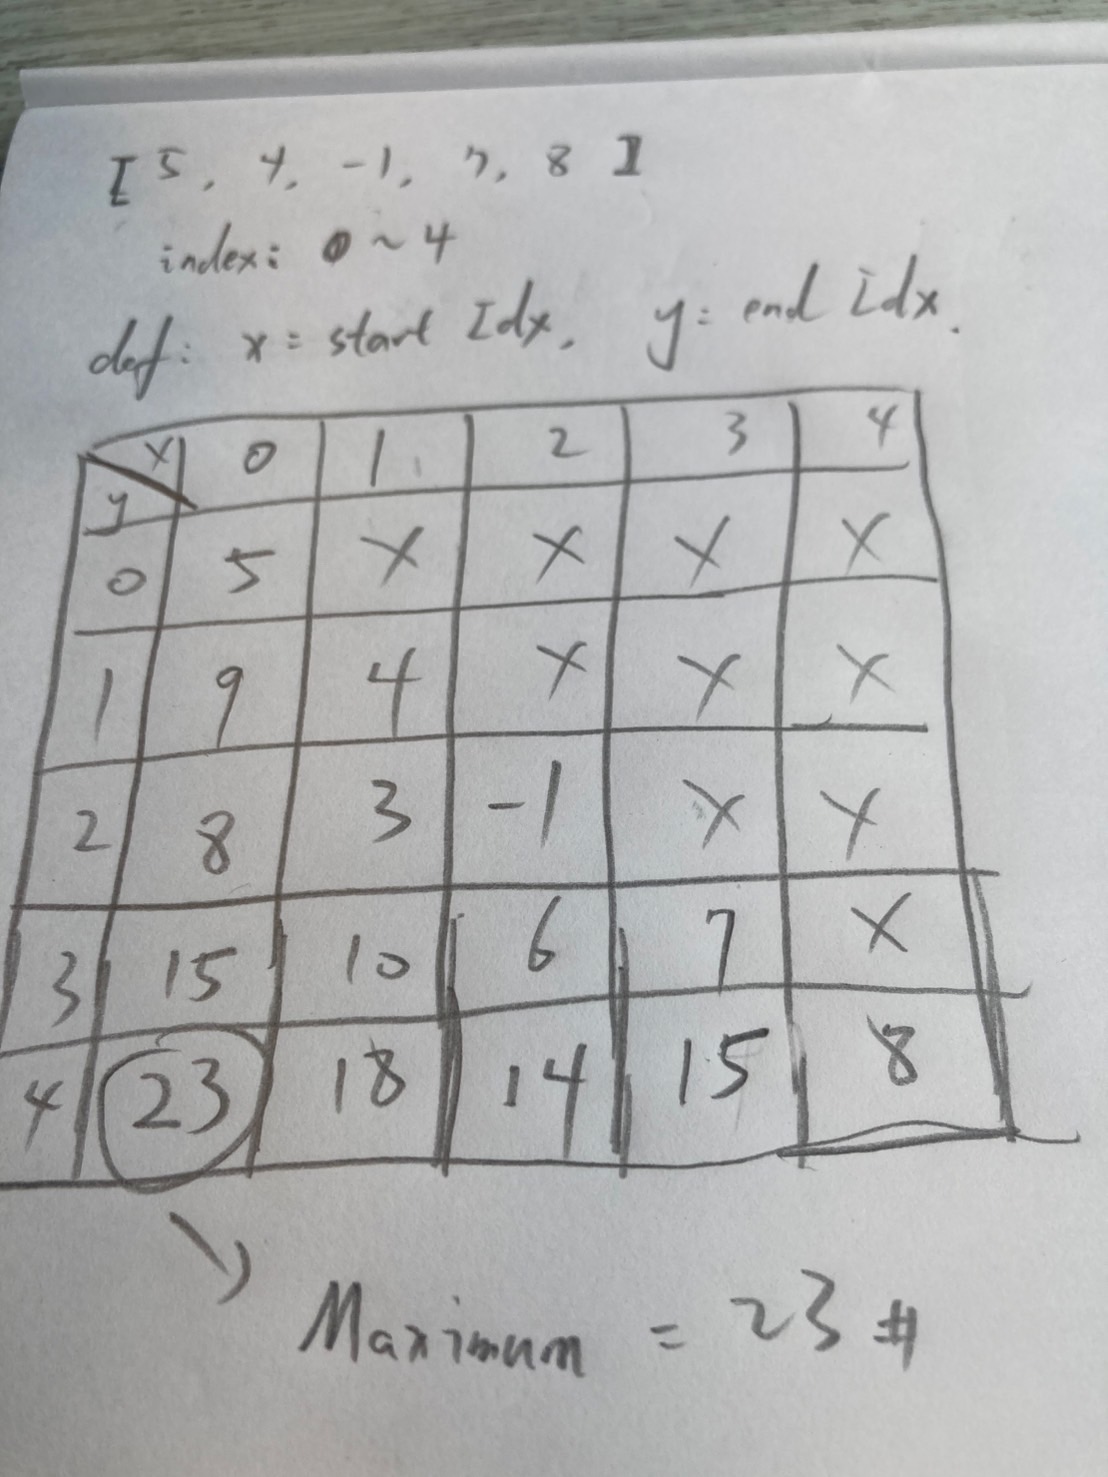 [ 5, 4, -1, 7, 8 ]
index: 0 ~ 4
def: x = start Idx, y= end Idx.
x 0 1 2 3 4
y
0 5 X X X X
1 9 4 X X X
2 8 3 -1 X X
3 15 10 6 7 X
4 23 18 14 15 8
Maximum = 23 #